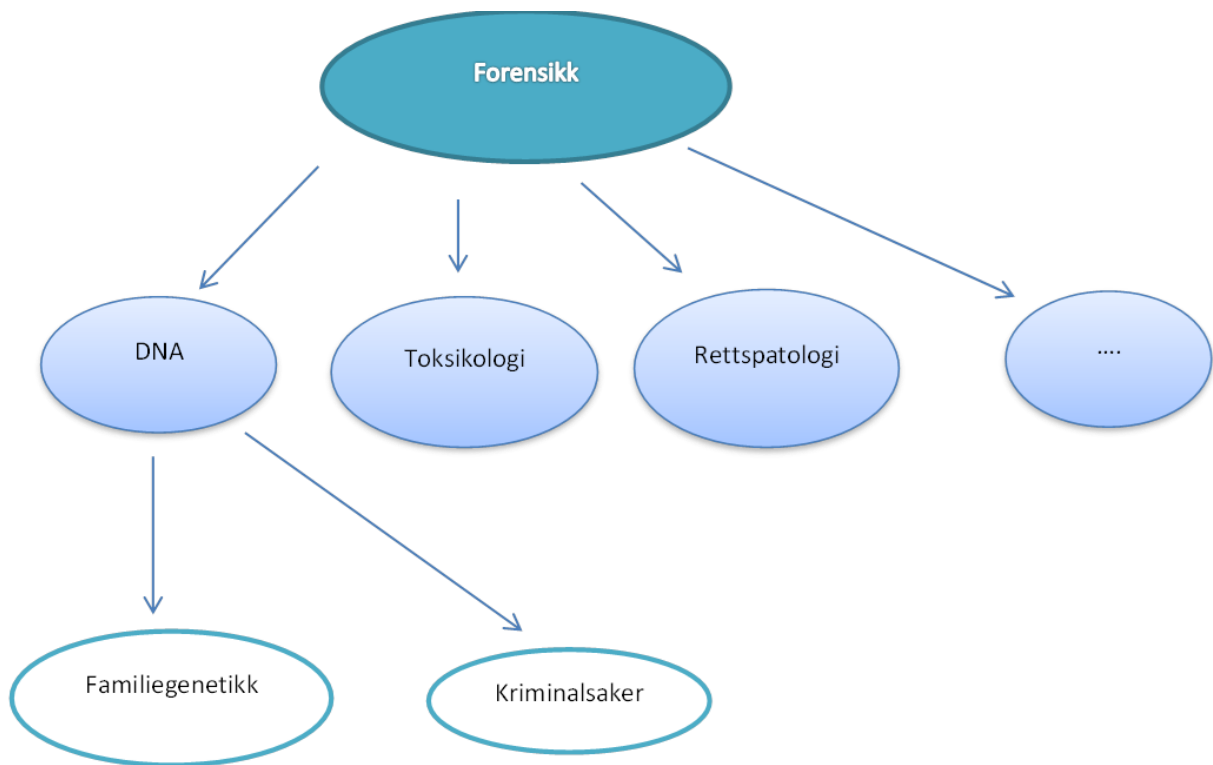 Forensikk
DNA
Toksikologi
Rettspatologi
....
Familiegenetikk
Kriminalsaker